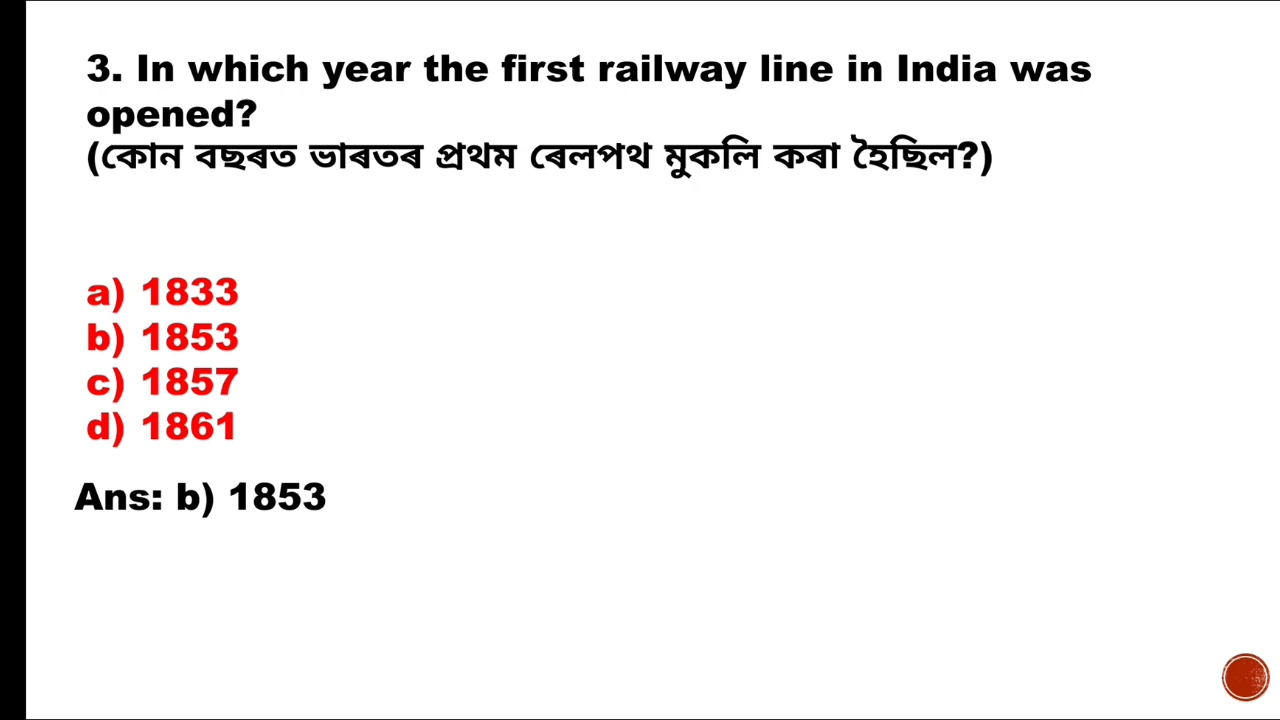 3. In which year the first railway line in India was
opened?
(কোন বছৰত ভাৰতৰ প্ৰথম ৰেলপথ মুকলি কৰা হৈছিল?)
a) 1833
b) 1853
c) 1857
d) 1861
Ans: b) 1853